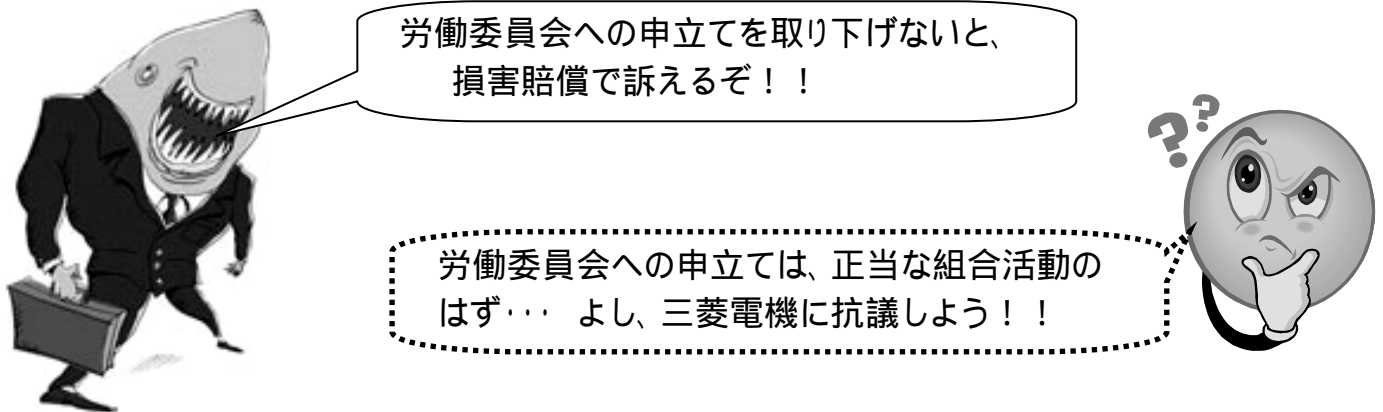 労働委員会への申立てを取り下げないと、
損害賠償で訴えるぞ！！
??
労働委員会への申立ては、正当な組合活動の
はず･･･ よし、三菱電機に抗議しよう！！